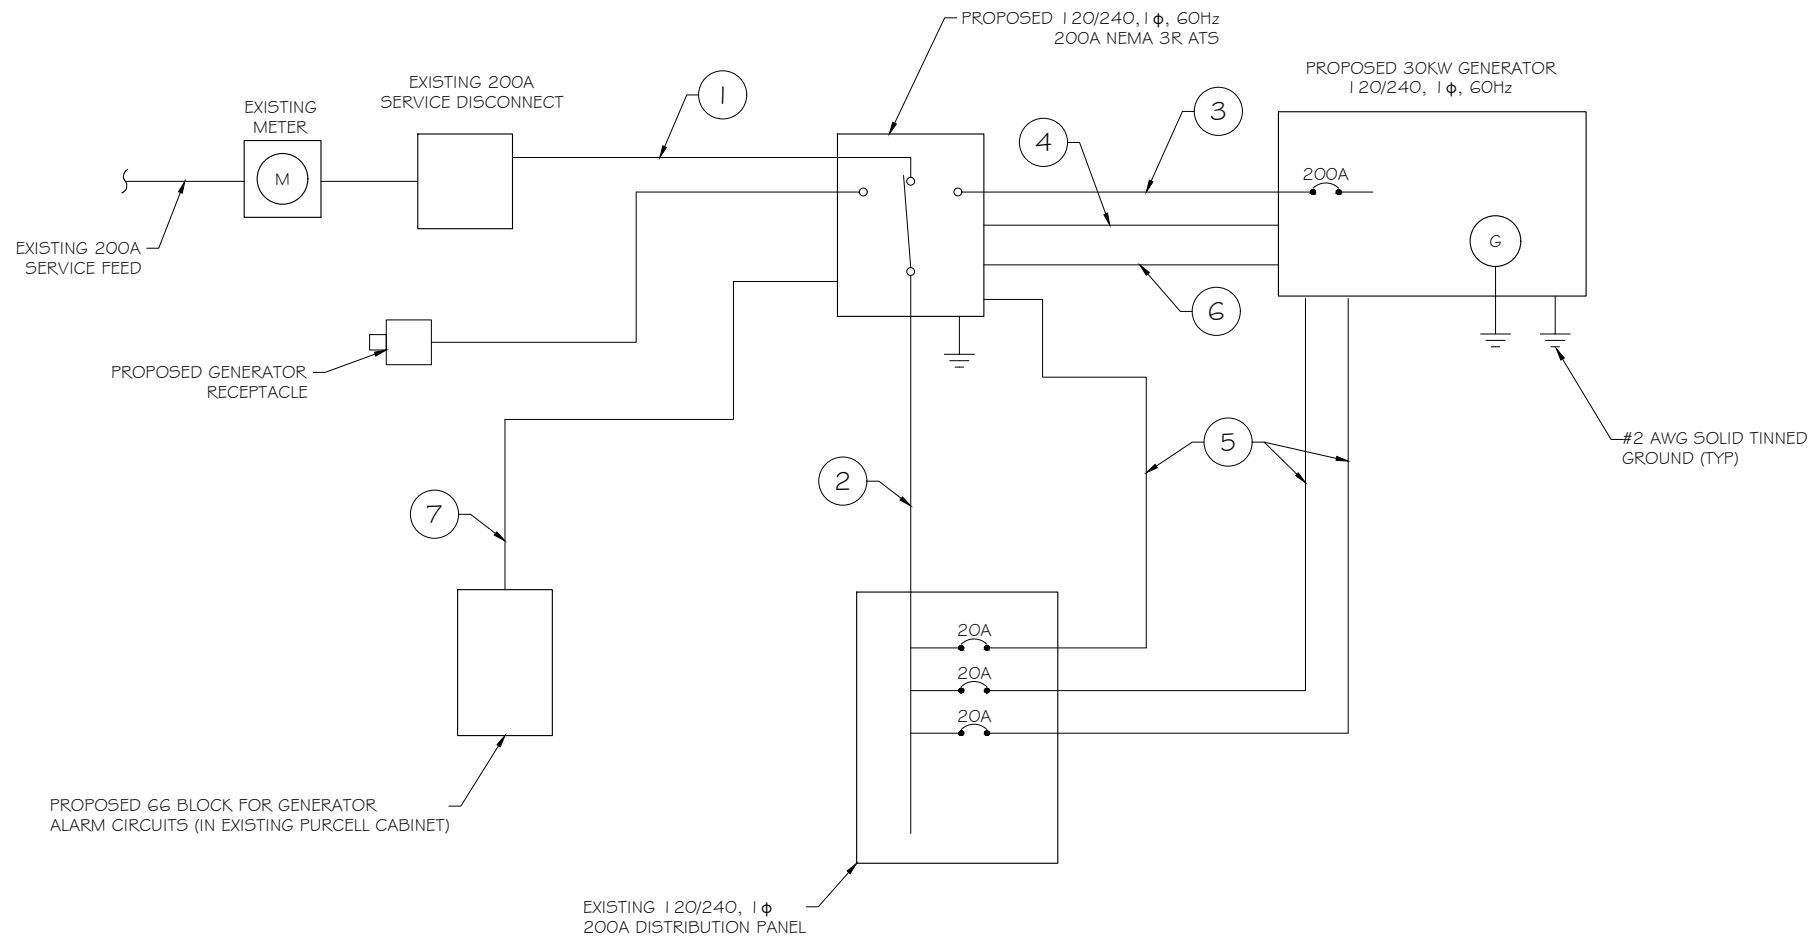 PROPOSED 120/240, 1ϕ, 60Hz
200A NEMA 3R ATS
PROPOSED 30KW GENERATOR
120/240, 1ϕ, 60Hz
EXISTING 200A
SERVICE DISCONNECT
1
EXISTING
METER
3
4
M
200A
G
EXISTING 200A
SERVICE FEED
6
PROPOSED GENERATOR
RECEPTACLE
5
#2 AWG SOLID TINNED
GROUND (TYP)
2
7
20A
20A
20A
PROPOSED 66 BLOCK FOR GENERATOR
ALARM CIRCUITS (IN EXISTING PURCELL CABINET)
EXISTING 120/240, 1ϕ
200A DISTRIBUTION PANEL